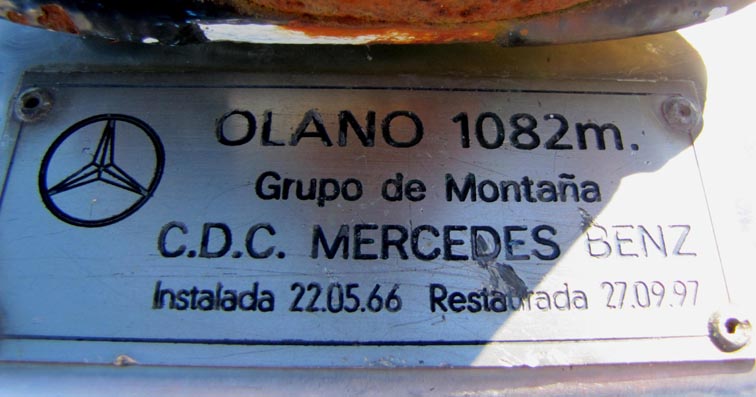 OLANO 1082m.
Grupo de Montaña
C.D.C. MERCEDES BENZ
Instalada 22.05.66 Restaurada 27.09.97